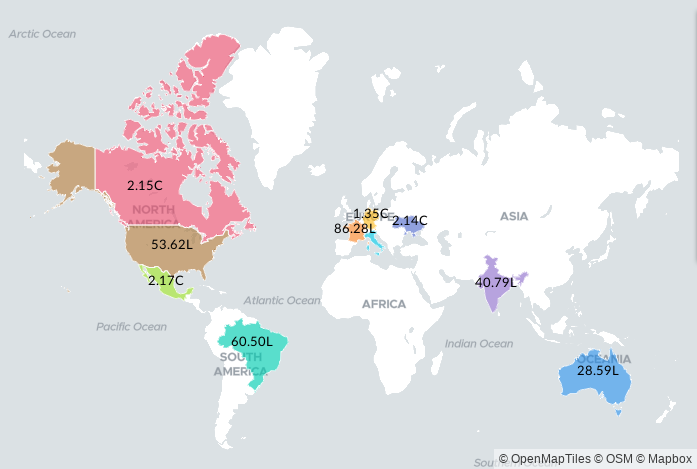 Arctic Ocean
2.15C
NORTH
AMERICA
53.62L
2.17C
1.35C
EUROPE
2.14C
86.28L
ASIA
40.79L
Atlantic Ocean
AFRICA
Pacific Ocean
60.50L
SOUTH
AMERICA
Indian Ocean
OCEANIA
28.59L
© OpenMapTiles © OSM © Mapbox